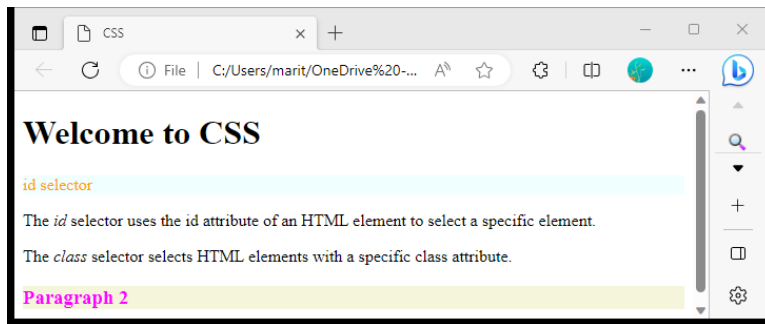 CSS
File
C:/Users/marit/OneDrive%20-...
Welcome to CSS
id selector
The id selector uses the id attribute of an HTML element to select a specific element.
The class selector selects HTML elements with a specific class attribute.
Paragraph 2